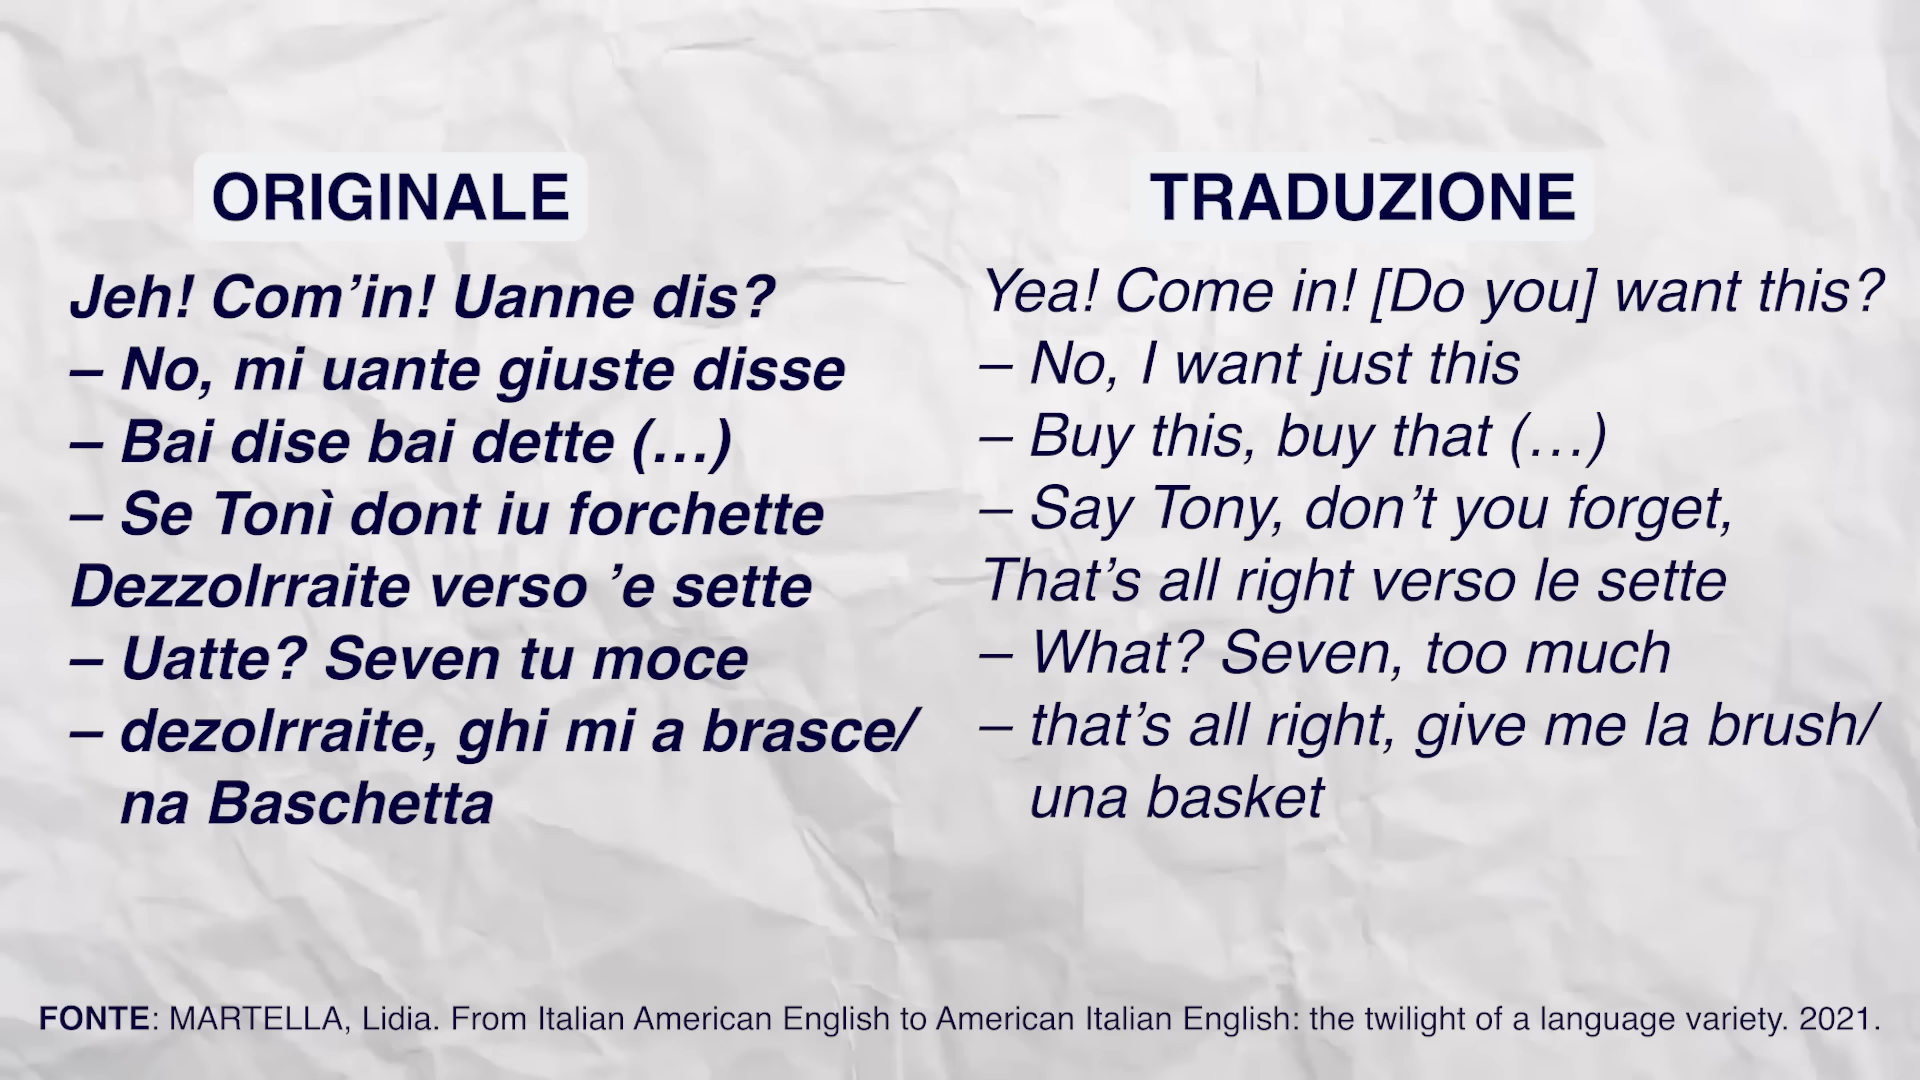 ORIGINALE
Jeh! Com’in! Uanne dis?
– No, mi uante giuste disse
– Bai dise bai dette (…)
– Se Tonì dont iu forchette
Dezzolrraite verso ’e sette
– Uatte? Seven tu moce
– dezolrraite, ghi mi a brasce/
na Baschetta
TRADUZIONE
Yea! Come in! [Do you] want this?
– No, I want just this
– Buy this, buy that (…)
– Say Tony, don’t you forget,
That’s all right verso le sette
– What? Seven, too much
– that’s all right, give me la brush/
una basket
FONTE: MARTELLA, Lidia. From Italian American English to American Italian English: the twilight of a language variety. 2021.